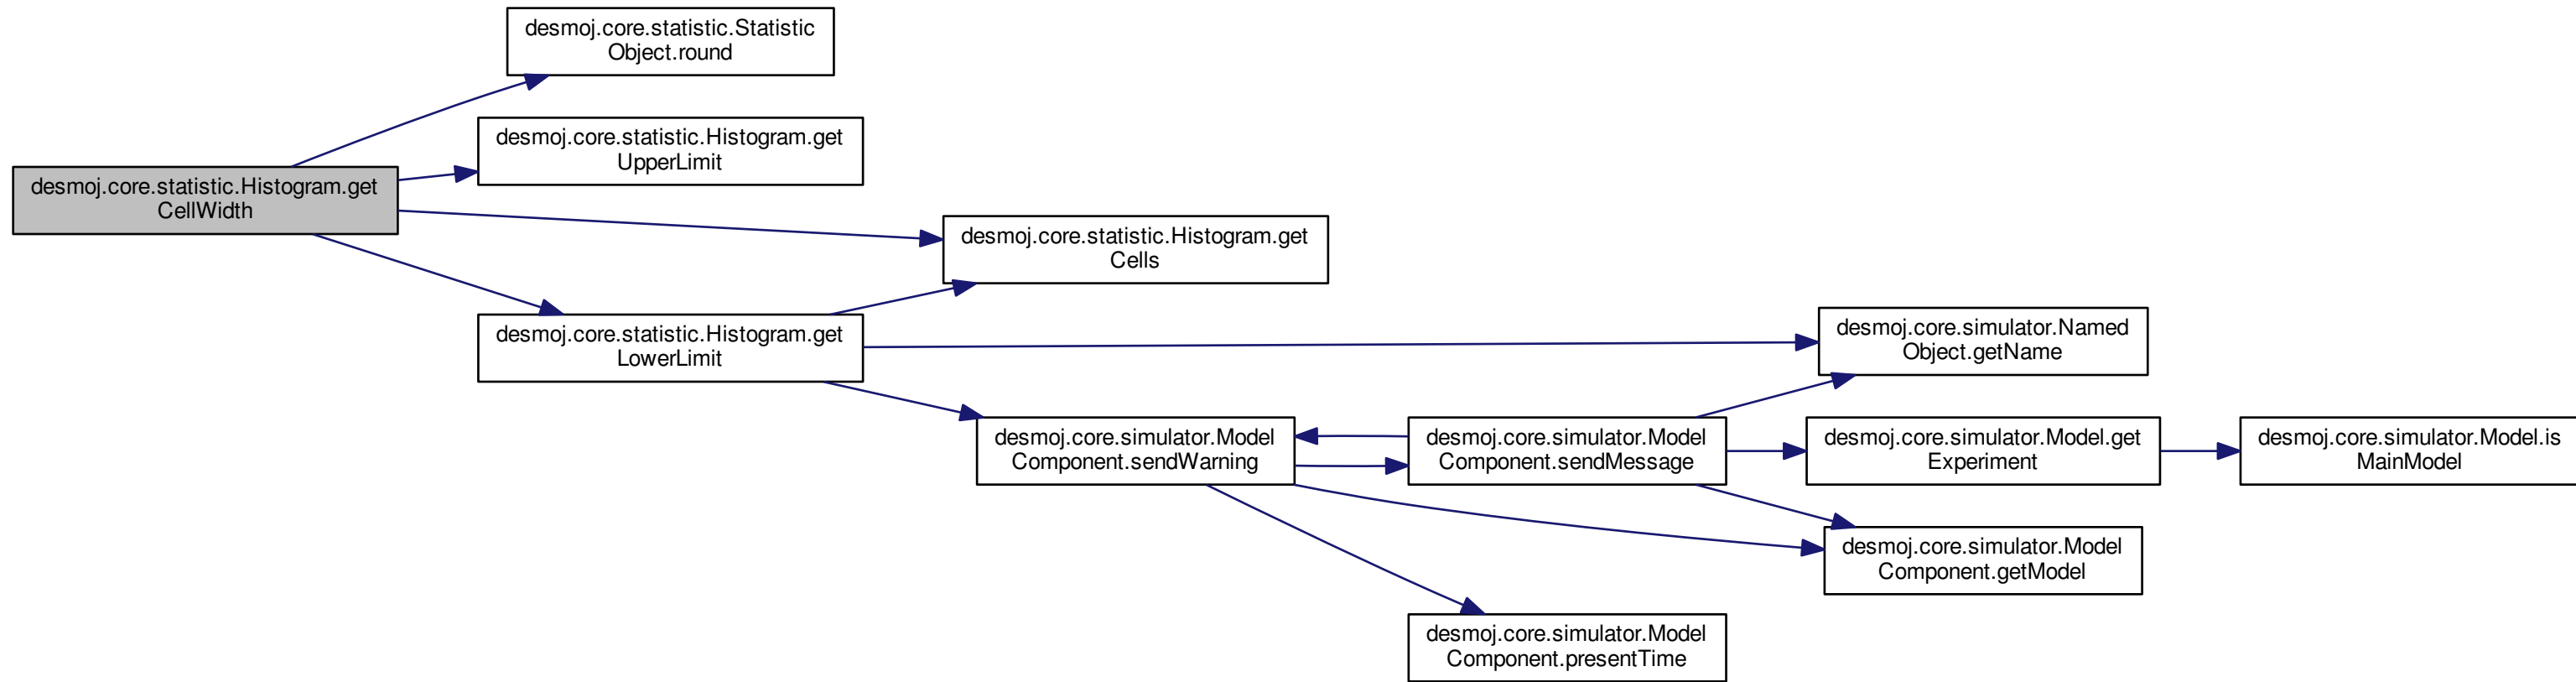 desmoj.core.statistic.Statistic
Object.round
desmoj.core.statistic.Histogram.get
UpperLimit
desmoj.core.statistic.Histogram.get
CellWidth
desmoj.core.statistic.Histogram.get
Cells
desmoj.core.statistic.Histogram.get
LowerLimit
desmoj.core.simulator.Named
Object.getName
desmoj.core.simulator.Model
Component.sendWarning
desmoj.core.simulator.Model
Component.sendMessage
desmoj.core.simulator.Model.get
Experiment
desmoj.core.simulator.Model.is
MainModel
desmoj.core.simulator.Model
Component.getModel
desmoj.core.simulator.Model
Component.presentTime